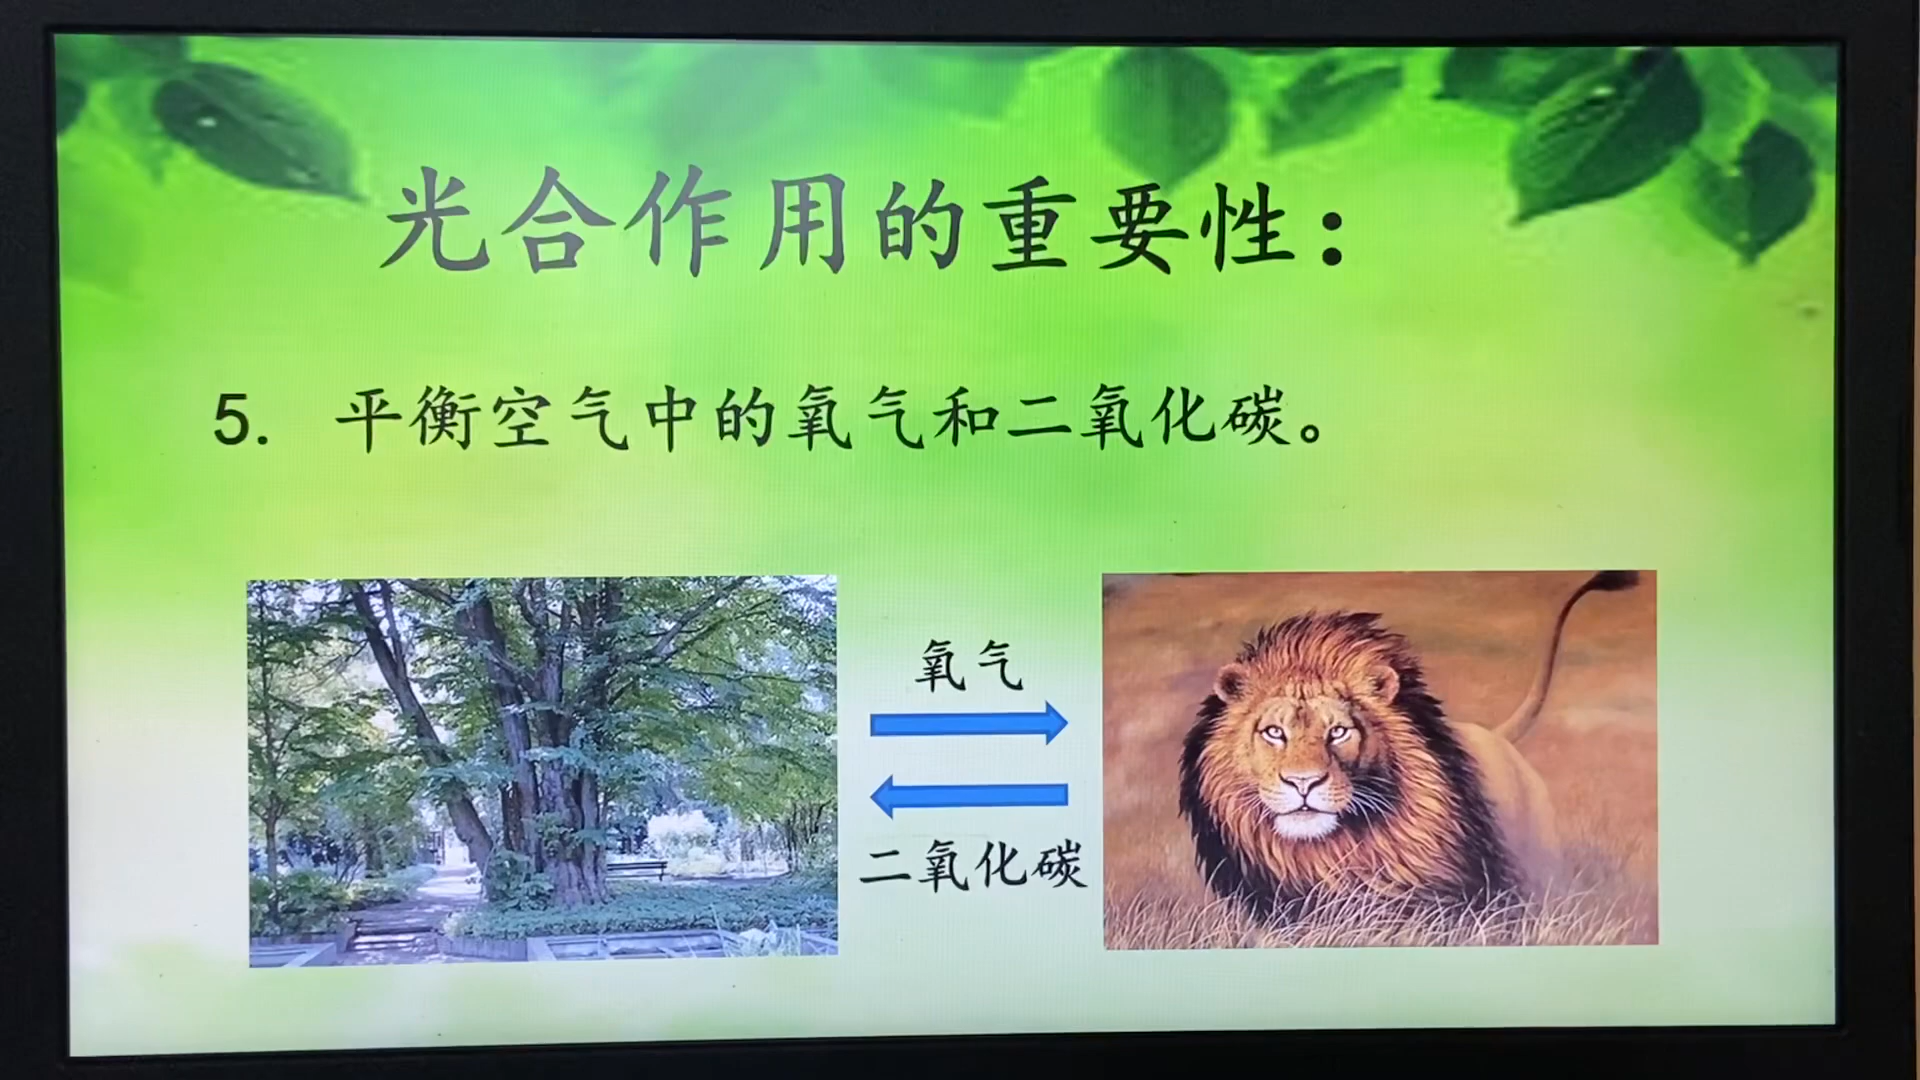 光合作用的重要性：
5. 平衡空气中的氧气和二氧化碳。
氧气
二氧化碳